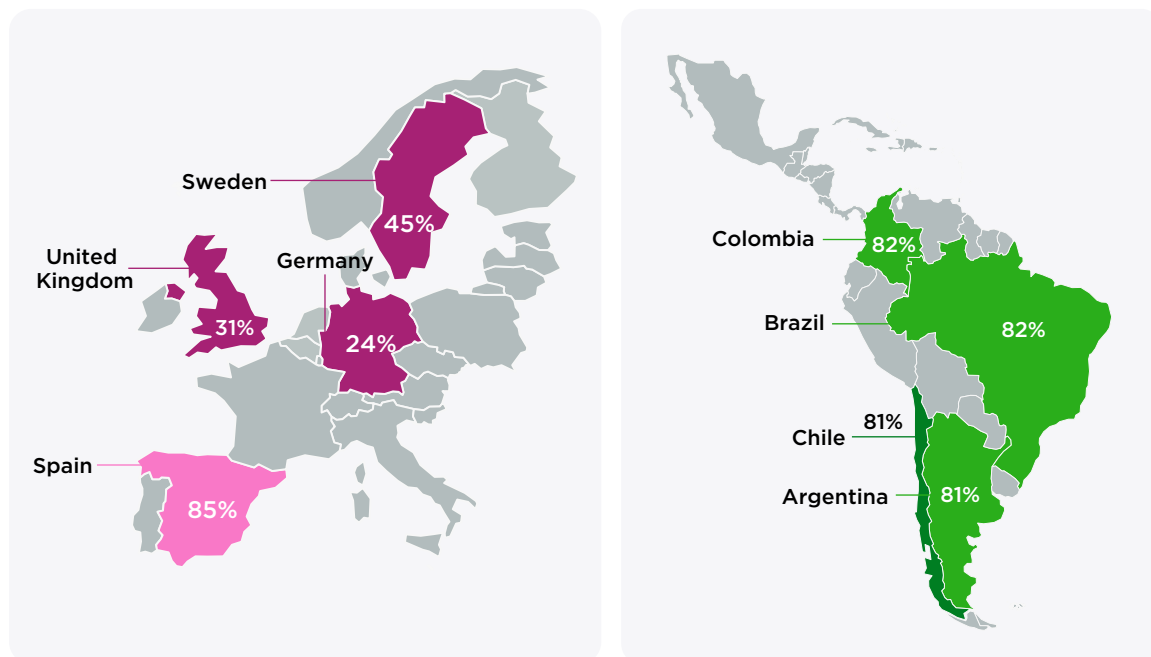 Sweden
45%
United
Kingdom
31%
Germany
24%
Spain
85%
Colombia
82%
Brazil
82%
81%
Chile
Argentina
81%